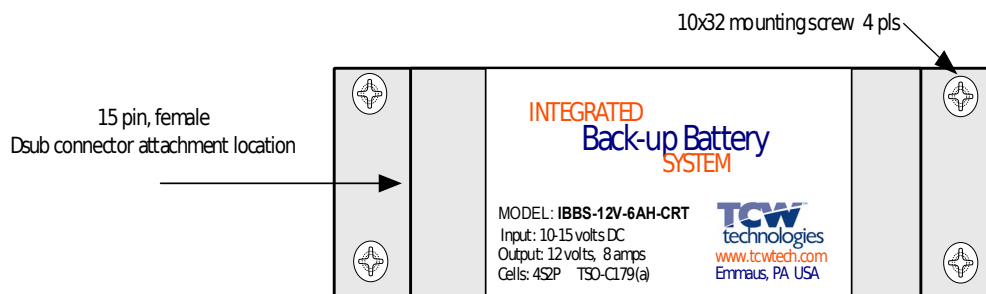 10x32 mounting screw 4 pls
15 pin, female
Dsub connector attachment location
INTEGRATED
Back-up Battery
SYSTEM
MODEL: IBBS-12V-6AH-CRT
Input: 10-15 volts DC
Output: 12 volts, 8 amps
Cells: 4S2P TSO-C179(a)
TCW
technologies
www.tcwtech.com
Emmaus, PA USA